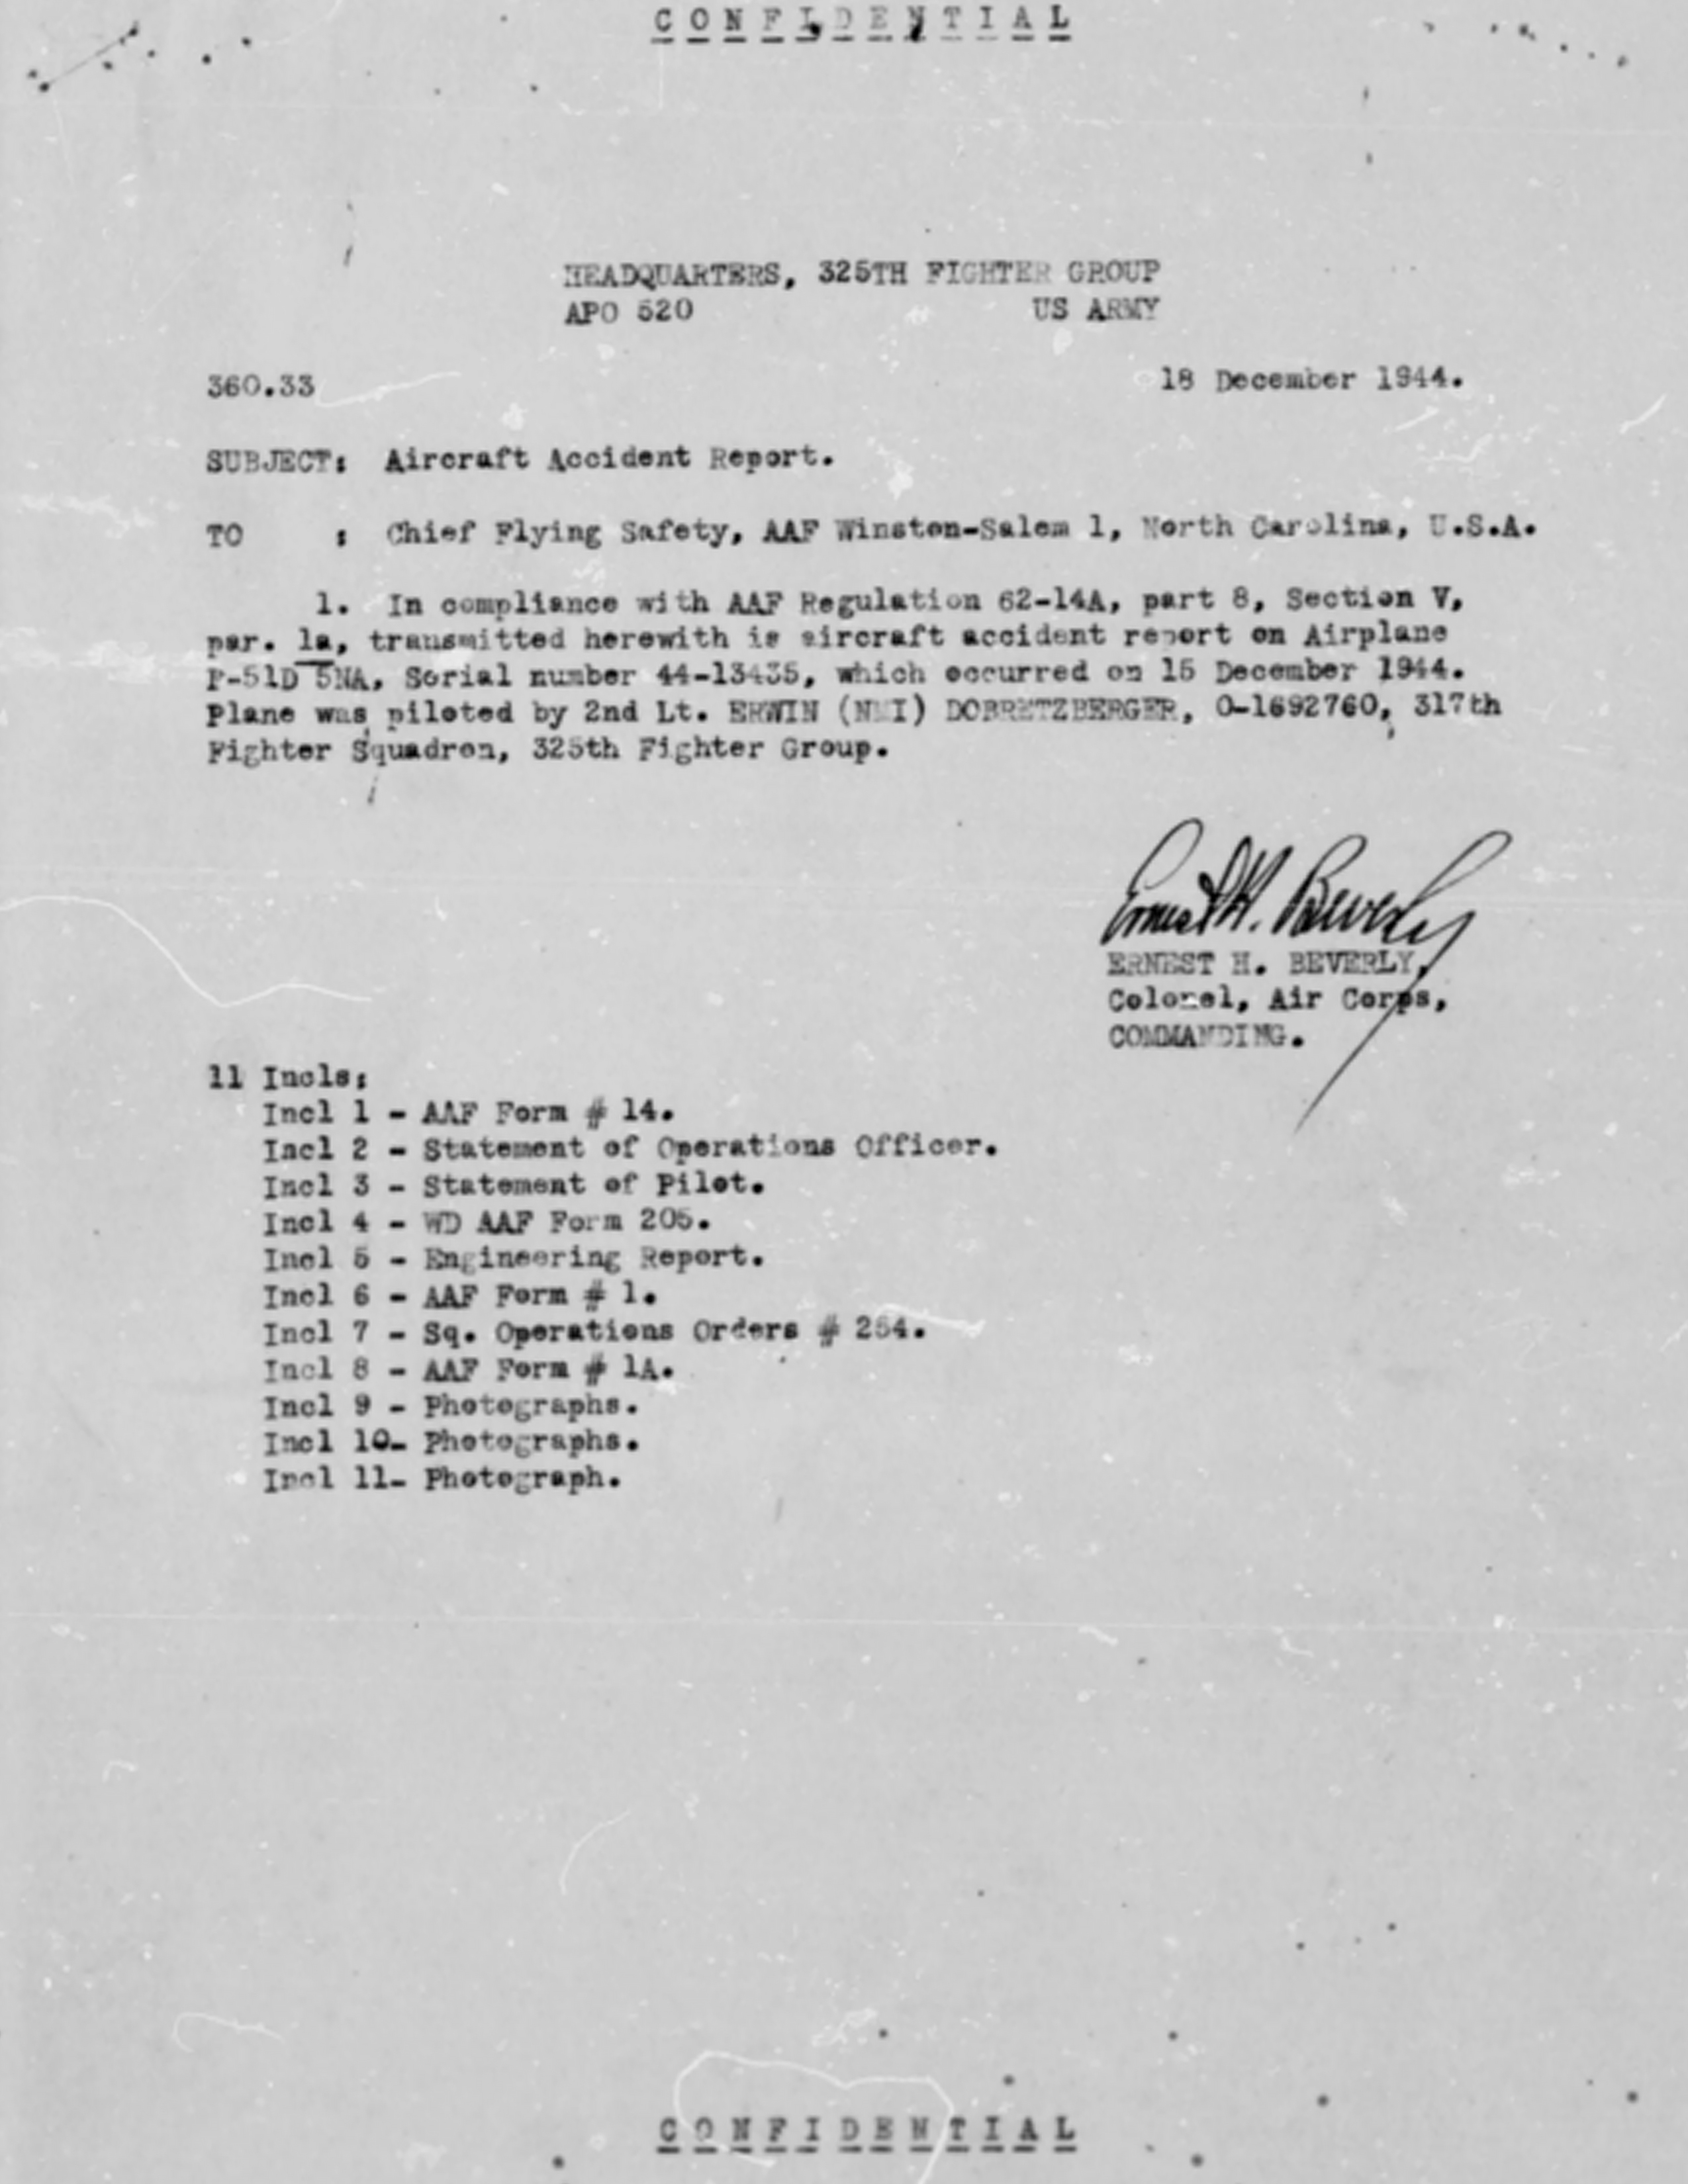 CONFIDENTIAL
HEADQUARTERS, 325TH FIGHTER GROUP
APO 520 US ARMY
360.33 18 December 1944.
SUBJECT: Aircraft Accident Report.
TO : Chief Flying Safety, AAF Winston-Salem 1, North Carolina, U.S.A.
1. In compliance with AAF Regulation 62-14A, part 8, Section V,
par. 1a, transmitted herewith is aircraft accident report on Airplane
P-51D 5NA, Serial number 44-13435, which occurred on 15 December 1944.
Plane was piloted by 2nd Lt. ERWIN (NMI) DOBRETZBERGER, O-1692760, 317th
Fighter Squadron, 325th Fighter Group.
Ernest H. Beverly
ERNEST H. BEVERLY,
Colonel, Air Corps,
COMMANDING.
11 Incls:
Incl 1 - AAF Form # 14.
Incl 2 - Statement of Operations Officer.
Incl 3 - Statement of Pilot.
Incl 4 - WD AAF Form 205.
Incl 5 - Engineering Report.
Incl 6 - AAF Form # 1.
Incl 7 - Sq. Operations Orders # 254.
Incl 8 - AAF Form # 1A.
Incl 9 - Photographs.
Incl 10- Photographs.
Incl 11- Photograph.
CONFIDENTIAL